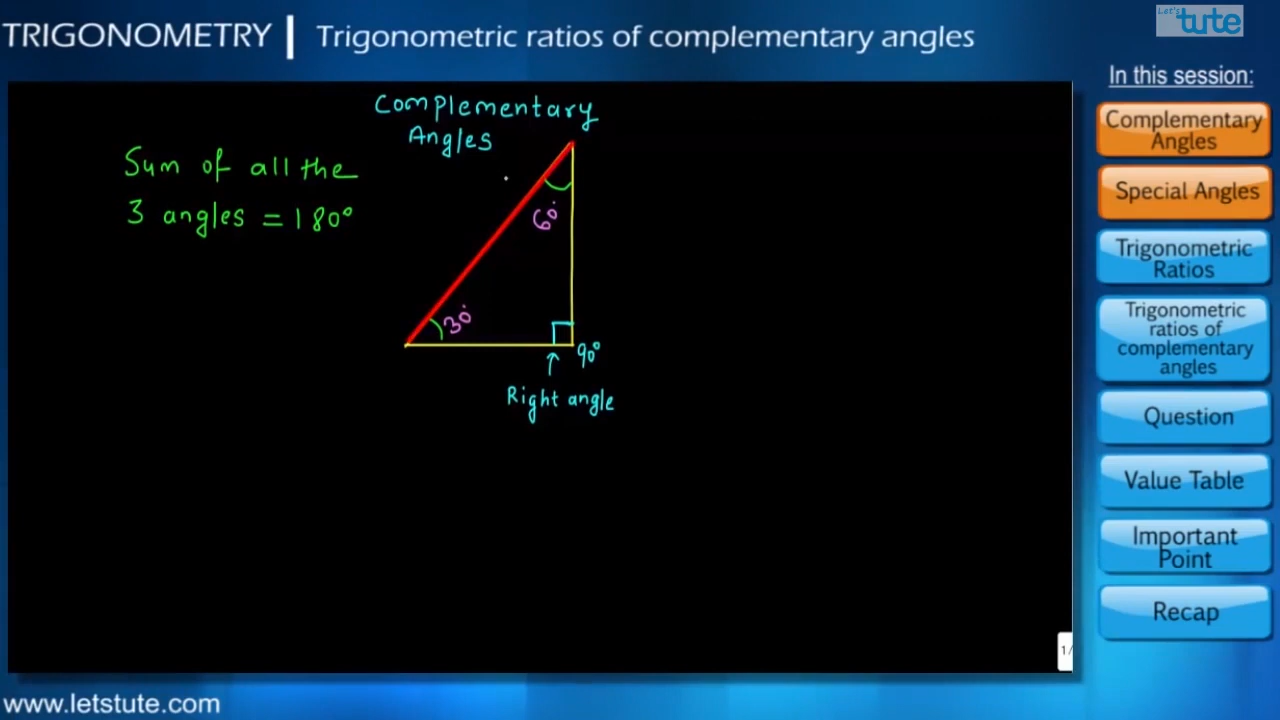 TRIGONOMETRY | Trigonometric ratios of complementary angles
Let's
tute
In this session:
Complementary
Angles
Special Angles
Trigonometric
Ratios
Trigonometric
ratios of
complementary
angles
Question
Value Table
Important
Point
Recap
Complementary
Angles
Sum of all the
3 angles = 180°
60°
30°
90°
Right angle
1/
www.letstute.com